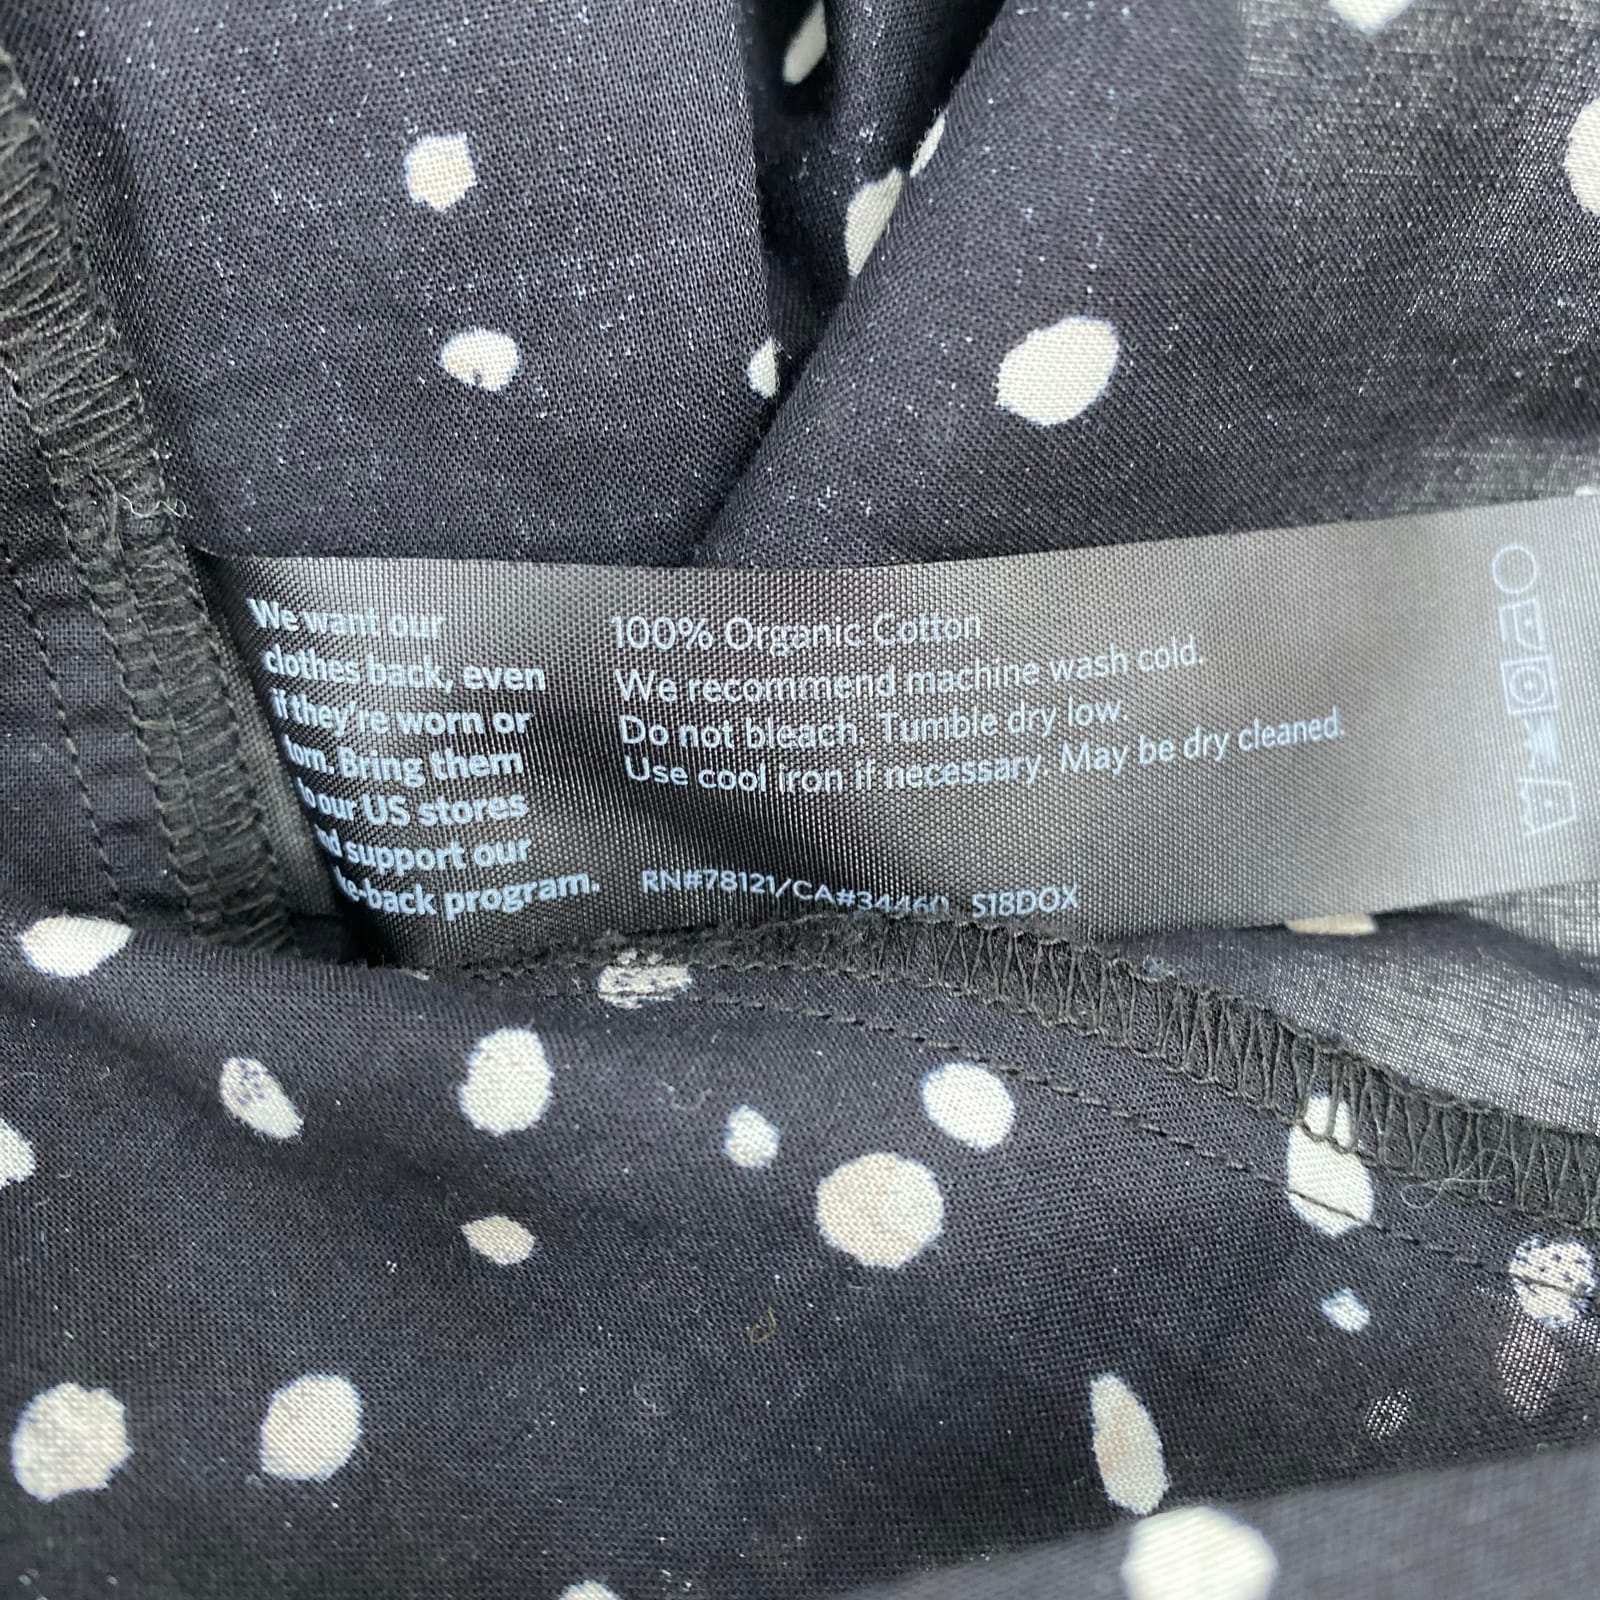 We want our
clothes back, even
if they're worn or
torn. Bring them
to our US stores
and support our
take-back program.
100% Organic Cotton
We recommend machine wash cold.
Do not bleach. Tumble dry low.
Use cool iron if necessary. May be dry cleaned.
RN#78121/CA#34460 S18DOX